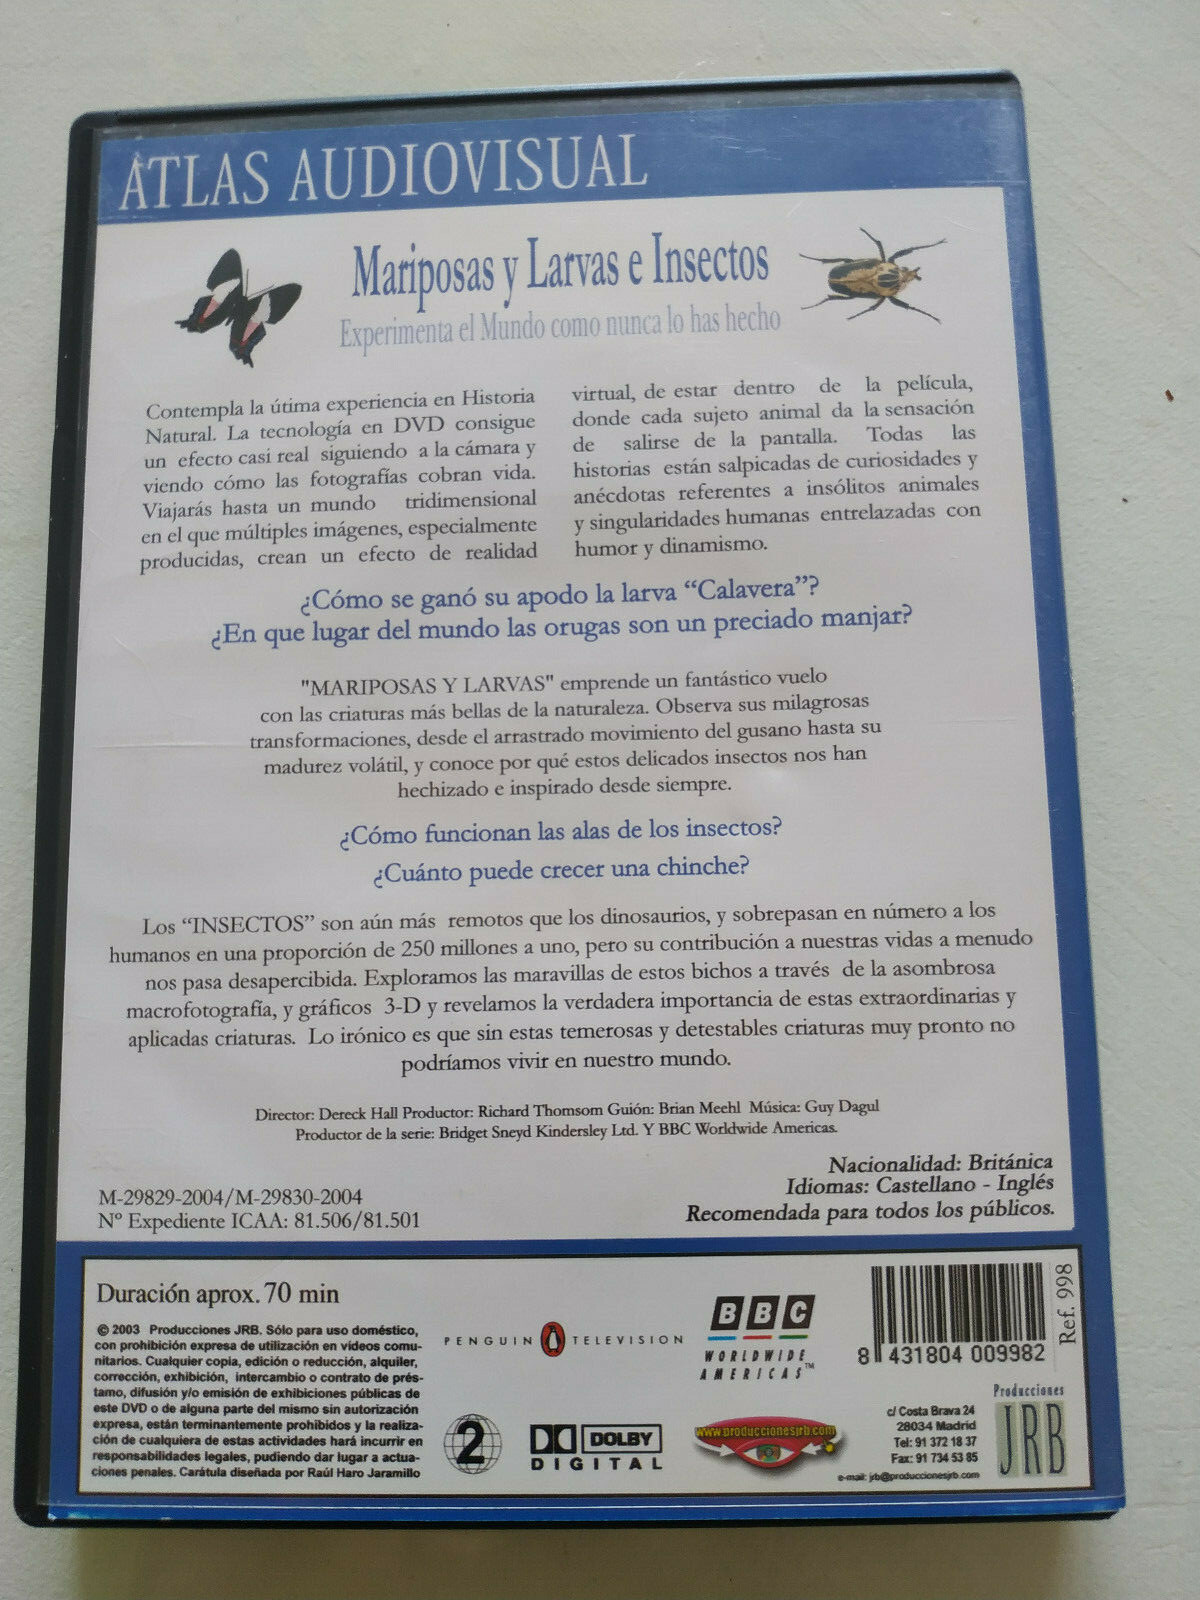 ATLAS AUDIOVISUAL
Mariposas y Larvas e Insectos
Experimenta el Mundo como nunca lo has hecho
Contempla la útima experiencia en Historia
Natural. La tecnología en DVD consigue
un efecto casi real siguiendo a la cámara y
viendo cómo las fotografías cobran vida.
Viajarás hasta un mundo tridimensional
en el que múltiples imágenes, especialmente
producidas, crean un efecto de realidad
virtual, de estar dentro de la película,
donde cada sujeto animal da la sensación
de salirse de la pantalla. Todas las
historias están salpicadas de curiosidades y
anécdotas referentes a insólitos animales
y singularidades humanas entrelazadas con
humor y dinamismo.
¿Cómo se ganó su apodo la larva “Calavera”?
¿En que lugar del mundo las orugas son un preciado manjar?
"MARIPOSAS Y LARVAS" emprende un fantástico vuelo
con las criaturas más bellas de la naturaleza. Observa sus milagrosas
transformaciones, desde el arrastrado movimiento del gusano hasta su
madurez volátil, y conoce por qué estos delicados insectos nos han
hechizado e inspirado desde siempre.
¿Cómo funcionan las alas de los insectos?
¿Cuánto puede crecer una chinche?
Los “INSECTOS” son aún más remotos que los dinosaurios, y sobrepasan en número a los
humanos en una proporción de 250 millones a uno, pero su contribución a nuestras vidas a menudo
nos pasa desapercibida. Exploramos las maravillas de estos bichos a través de la asombrosa
macrofotografía, y gráficos 3-D y revelamos la verdadera importancia de estas extraordinarias y
aplicadas criaturas. Lo irónico es que sin estas temerosas y detestables criaturas muy pronto no
podríamos vivir en nuestro mundo.
Director: Dereck Hall Productor: Richard Thomsom Guión: Brian Meehl Música: Guy Dagul
Productor de la serie: Bridget Sneyd Kindersley Ltd. Y BBC Worldwide Americas.
Nacionalidad: Británica
Idiomas: Castellano - Inglés
Recomendada para todos los públicos.
M-29829-2004/M-29830-2004
Nº Expediente ICAA: 81.506/81.501
Duración aprox. 70 min
© 2003 Producciones JRB. Sólo para uso doméstico,
con prohibición expresa de utilización en vídeos comu-
nitarios. Cualquier copia, edición o reducción, alquiler,
corrección, exhibición, intercambio o contrato de prés-
tamo, difusión y/o emisión de exhibiciones públicas de
este DVD o de alguna parte del mismo sin autorización
expresa, están terminantemente prohibidos y la realiza-
ción de cualquiera de estas actividades hará incurrir en
responsabilidades legales, pudiendo dar lugar a actua-
ciones penales. Carátula diseñada por Raúl Haro Jaramillo
PENGUIN TELEVISION
BBC
WORLDWIDE
AMERICAS™
8 431804 009982
Ref. 998
2
DOLBY
DIGITAL
www.produccionesjrb.com
Producciones
JRB
c/ Costa Brava 24
28034 Madrid
Tel: 91 372 18 37
Fax: 91 734 53 85
e-mail: jrb@produccionesjrb.com